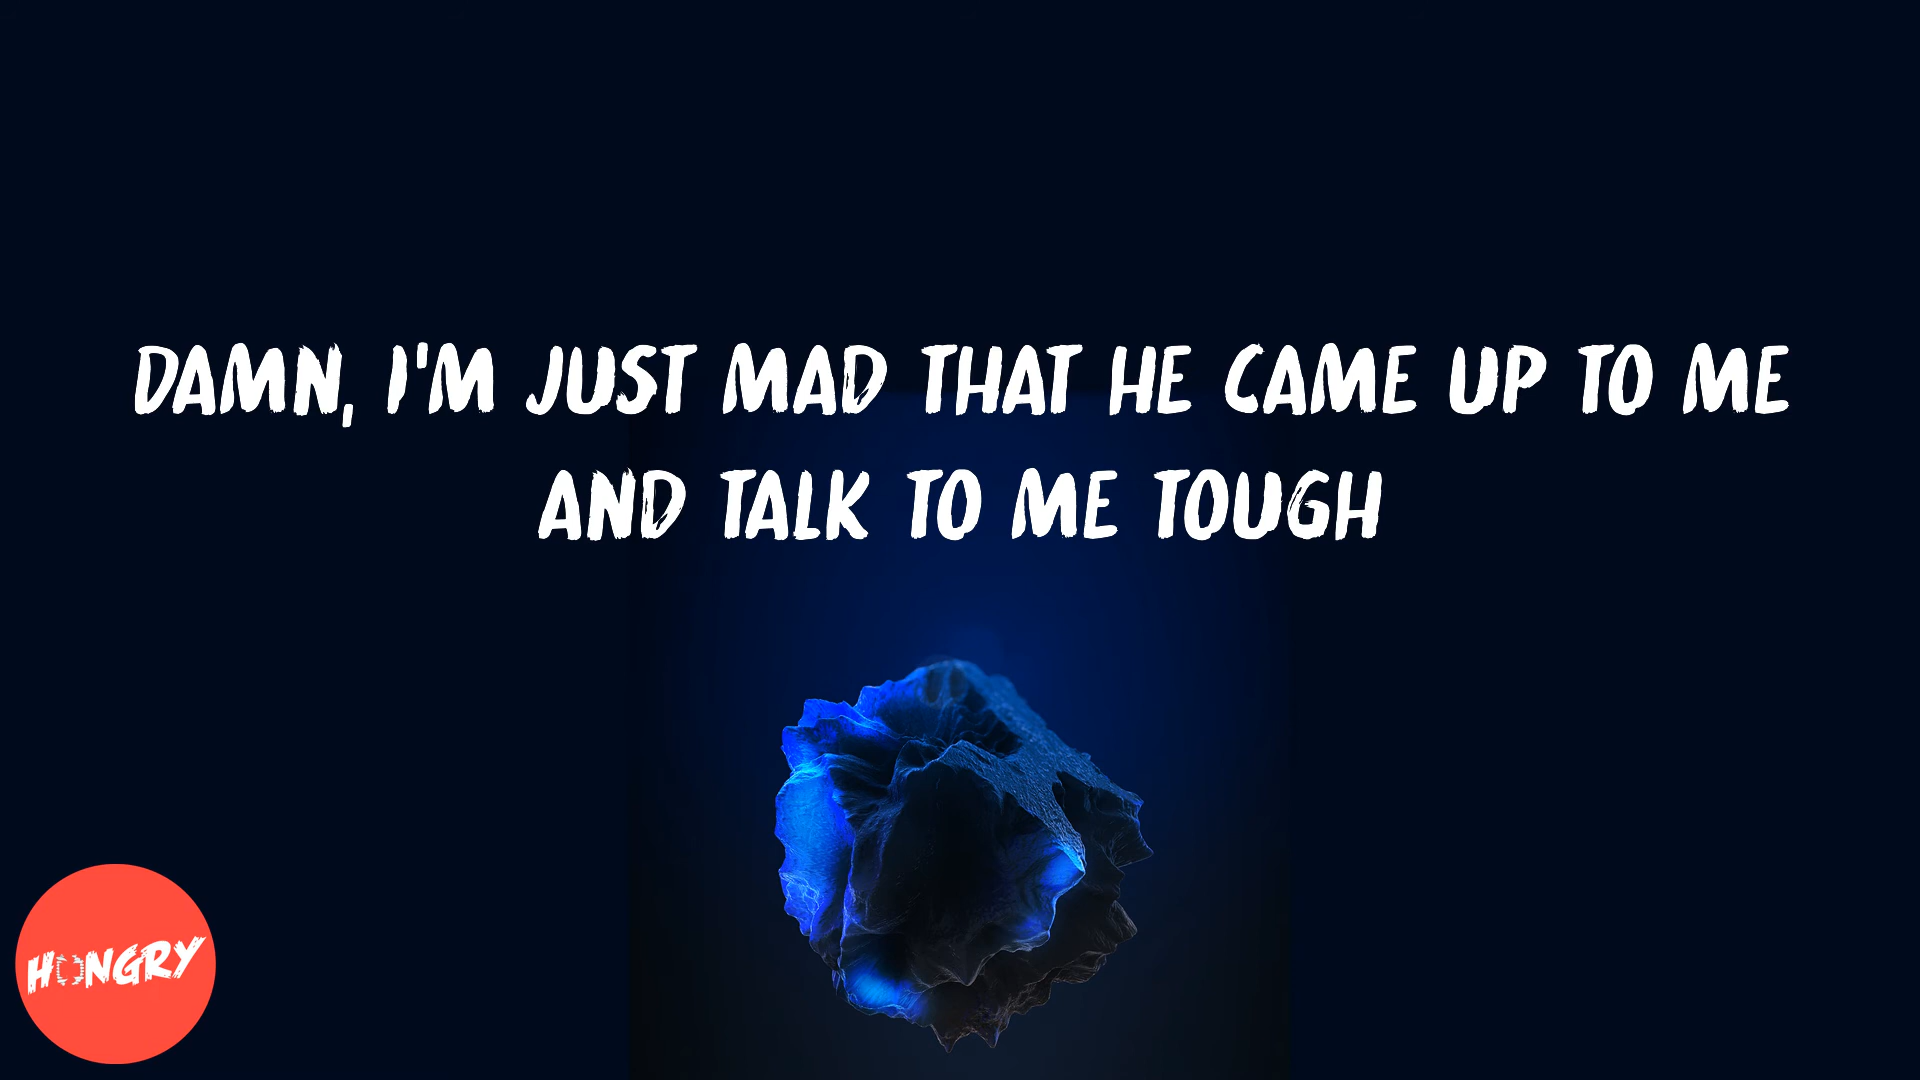 DAMN, I'M JUST MAD THAT HE CAME UP TO ME
AND TALK TO ME TOUGH
HONGRY